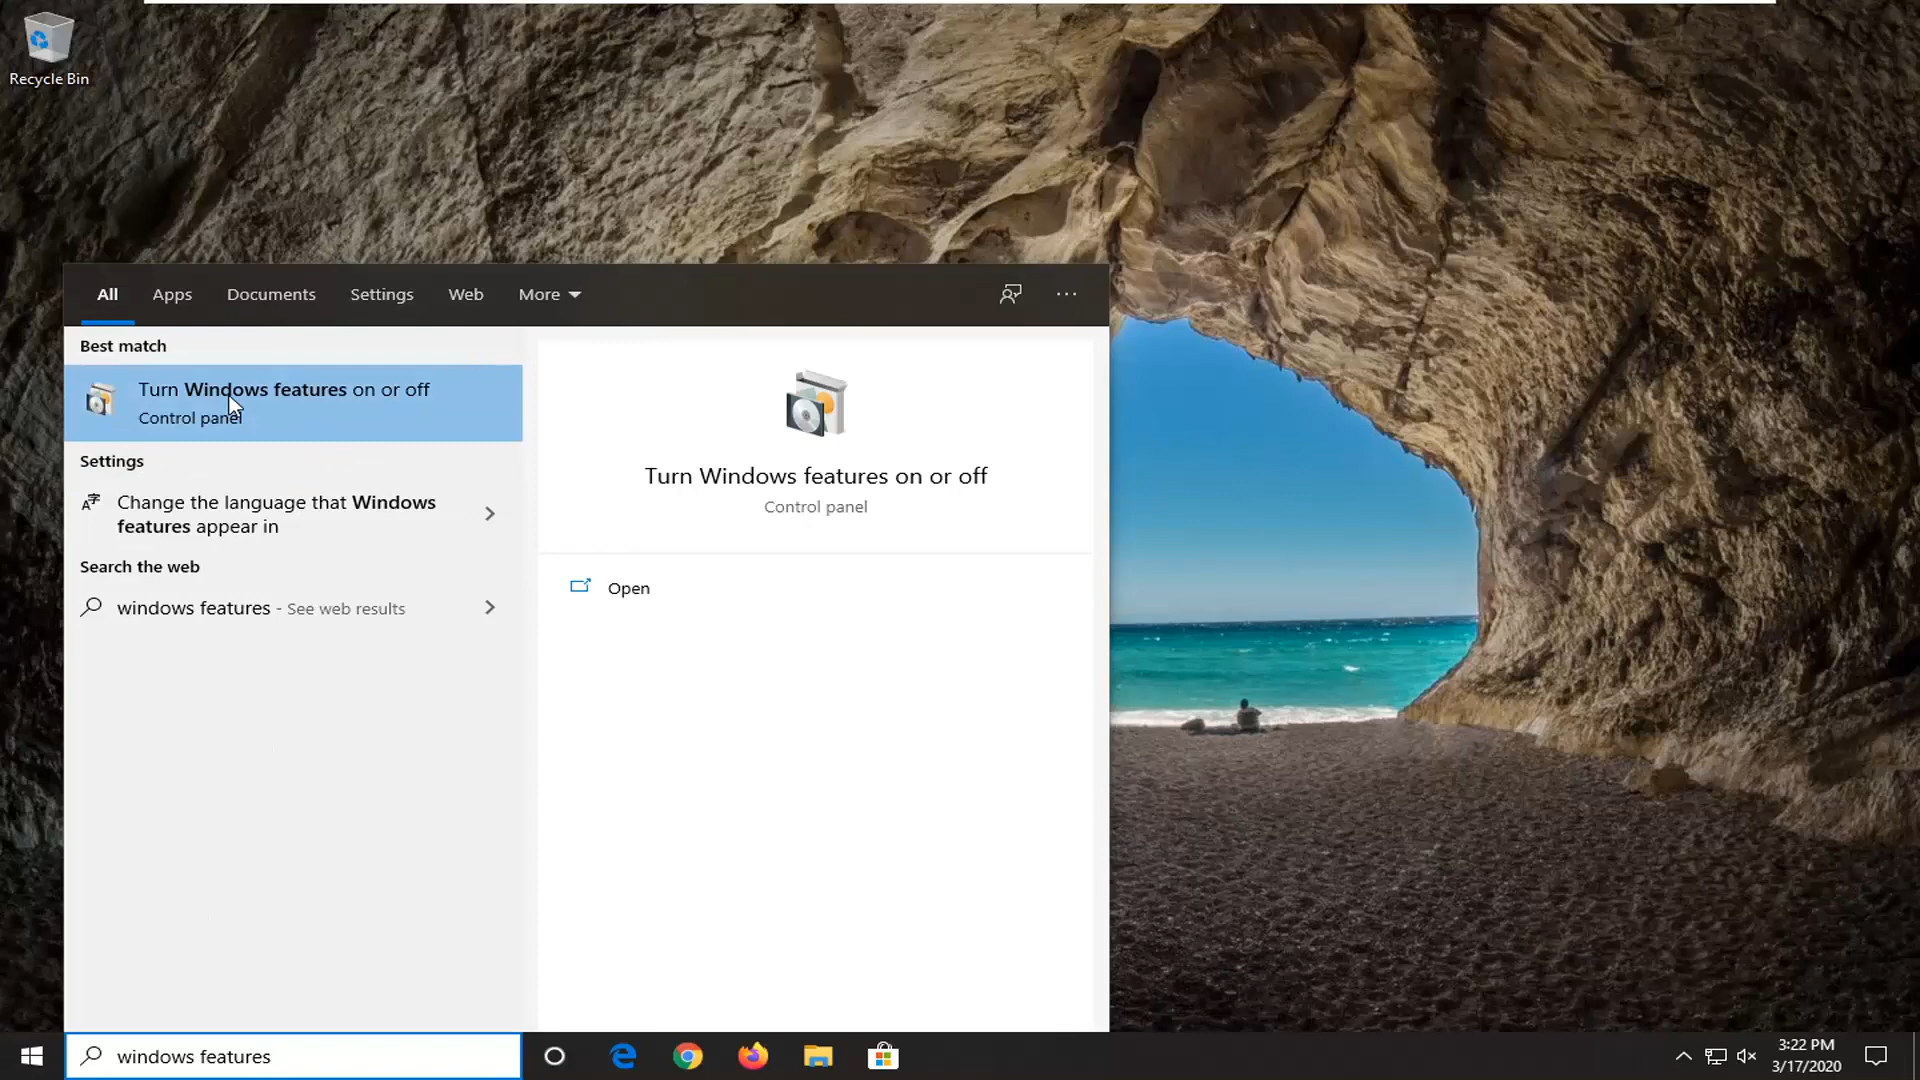 Recycle Bin
All Apps Documents Settings Web More
Best match
Turn Windows features on or off
Control panel
Settings
Change the language that Windows
features appear in
Search the web
windows features - See web results
Turn Windows features on or off
Control panel
Open
windows features
3:22 PM
3/17/2020